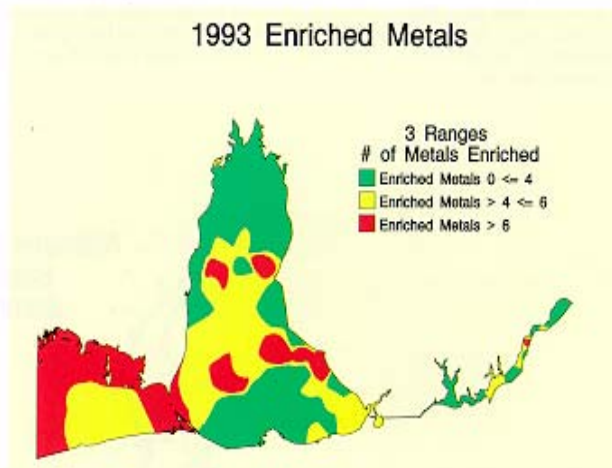 1993 Enriched Metals
3 Ranges
# of Metals Enriched
Enriched Metals 0 <= 4
Enriched Metals > 4 <= 6
Enriched Metals > 6